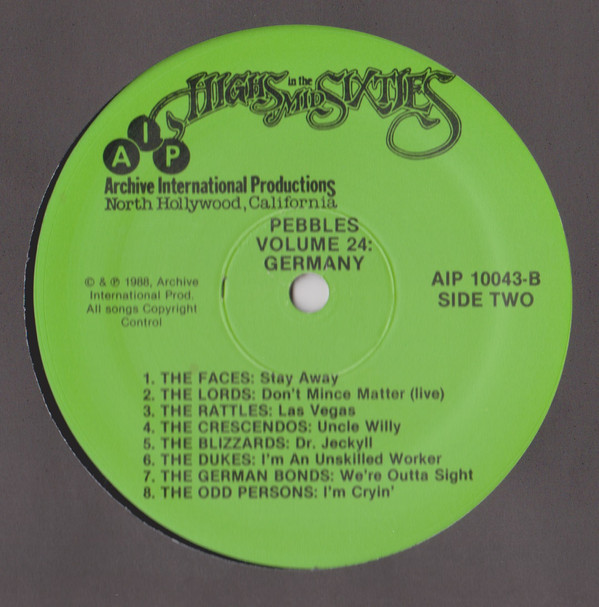 HIGHS in the MID SIXTIES
AIP
Archive International Productions
North Hollywood, California
PEBBLES
VOLUME 24:
GERMANY
© & ℗ 1988, Archive
International Prod.
All songs Copyright
Control
AIP 10043-B
SIDE TWO
1. THE FACES: Stay Away
2. THE LORDS: Don't Mince Matter (live)
3. THE RATTLES: Las Vegas
4. THE CRESCENDOS: Uncle Willy
5. THE BLIZZARDS: Dr. Jeckyll
6. THE DUKES: I'm An Unskilled Worker
7. THE GERMAN BONDS: We're Outta Sight
8. THE ODD PERSONS: I'm Cryin'